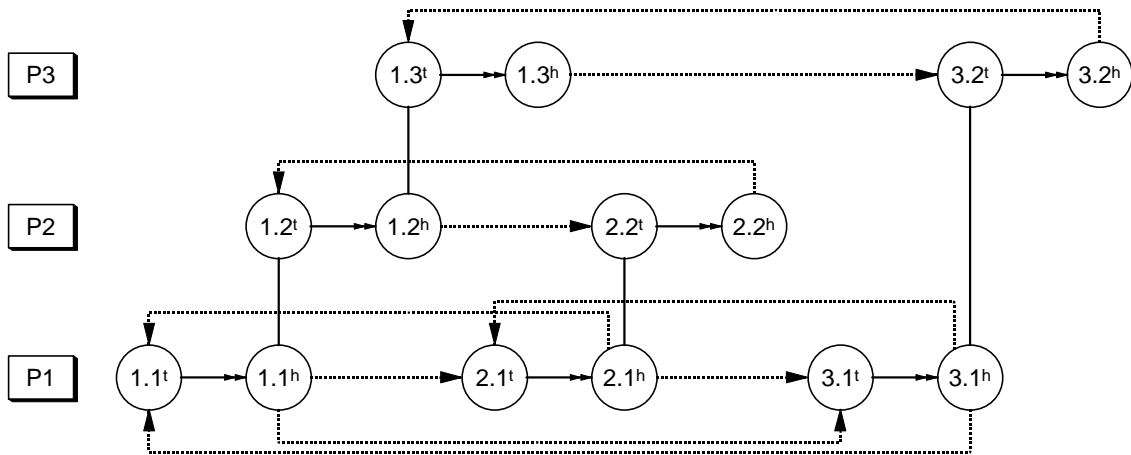 P3 1.3t 1.3h 3.2t 3.2h
P2 1.2t 1.2h 2.2t 2.2h
P1 1.1t 1.1h 2.1t 2.1h 3.1t 3.1h